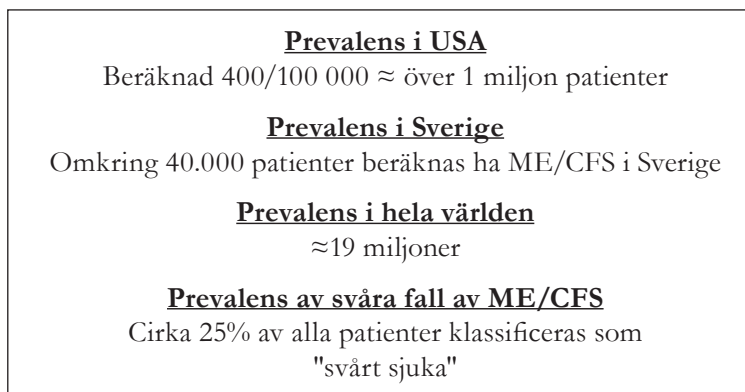 Prevalens i USA
Beräknad 400/100 000 ≈ över 1 miljon patienter
Prevalens i Sverige
Omkring 40.000 patienter beräknas ha ME/CFS i Sverige
Prevalens i hela världen
≈19 miljoner
Prevalens av svåra fall av ME/CFS
Cirka 25% av alla patienter klassificeras som
"svårt sjuka"